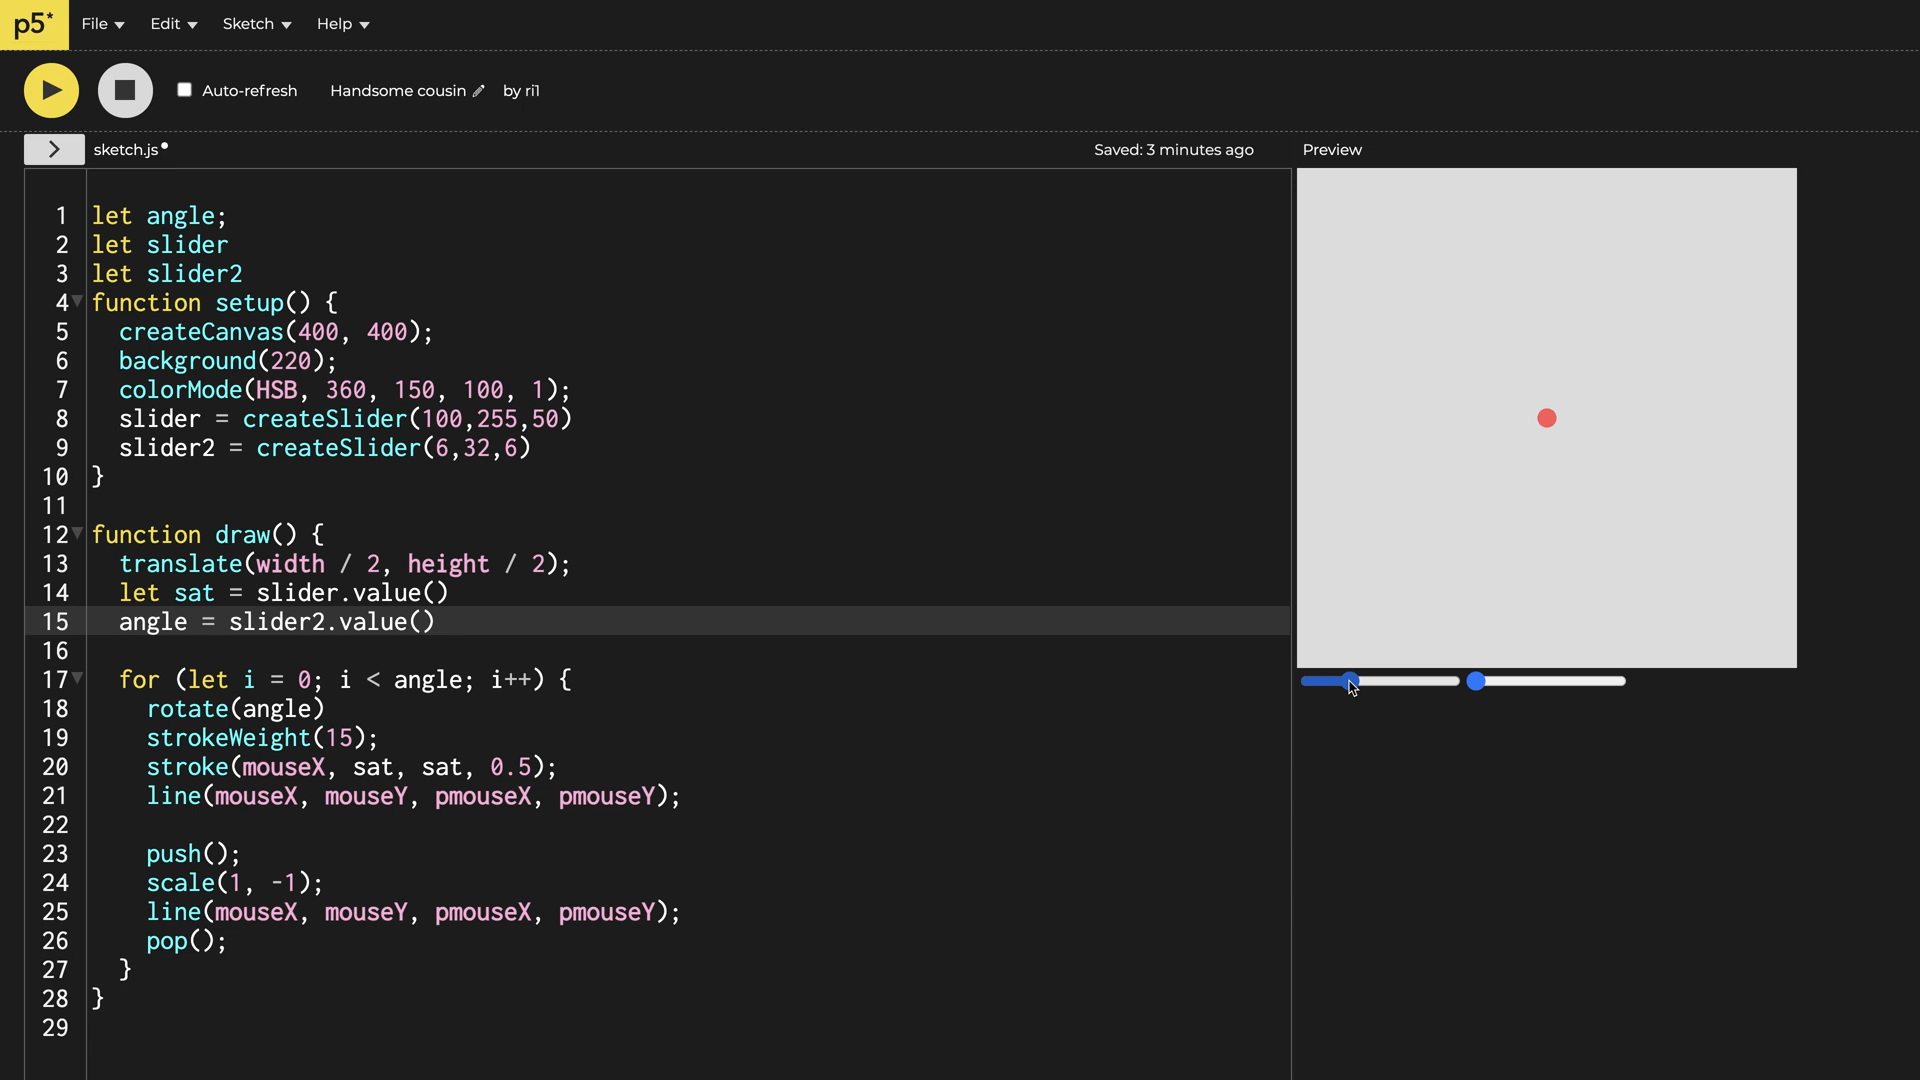 p5*
File Edit Sketch Help
Auto-refresh Handsome cousin by ri1
sketch.js Saved: 3 minutes ago Preview
1 let angle;
2 let slider
3 let slider2
4 function setup() {
5 createCanvas(400, 400);
6 background(220);
7 colorMode(HSB, 360, 150, 100, 1);
8 slider = createSlider(100,255,50)
9 slider2 = createSlider(6,32,6)
10 }
11
12 function draw() {
13 translate(width / 2, height / 2);
14 let sat = slider.value()
15 angle = slider2.value()
16
17 for (let i = 0; i < angle; i++) {
18 rotate(angle)
19 strokeWeight(15);
20 stroke(mouseX, sat, sat, 0.5);
21 line(mouseX, mouseY, pmouseX, pmouseY);
22
23 push();
24 scale(1, -1);
25 line(mouseX, mouseY, pmouseX, pmouseY);
26 pop();
27 }
28 }
29